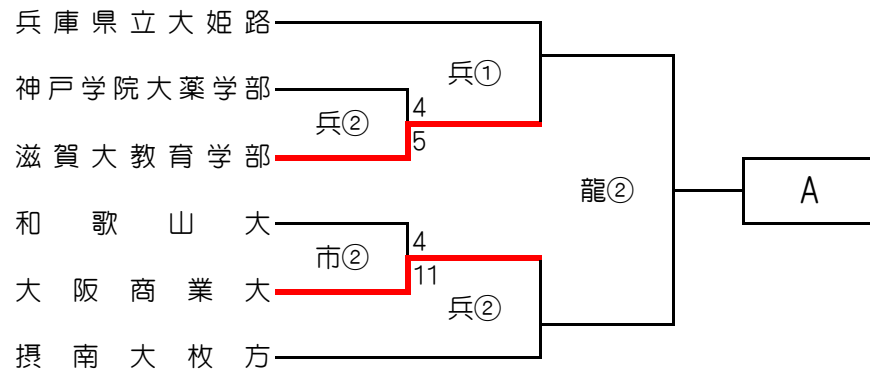 兵庫県立大姫路
兵①
神戸学院大薬学部
4
兵②
5
滋賀大教育学部
龍②
A
和歌山大
4
市②
11
大阪商業大
兵②
摂南大枚方